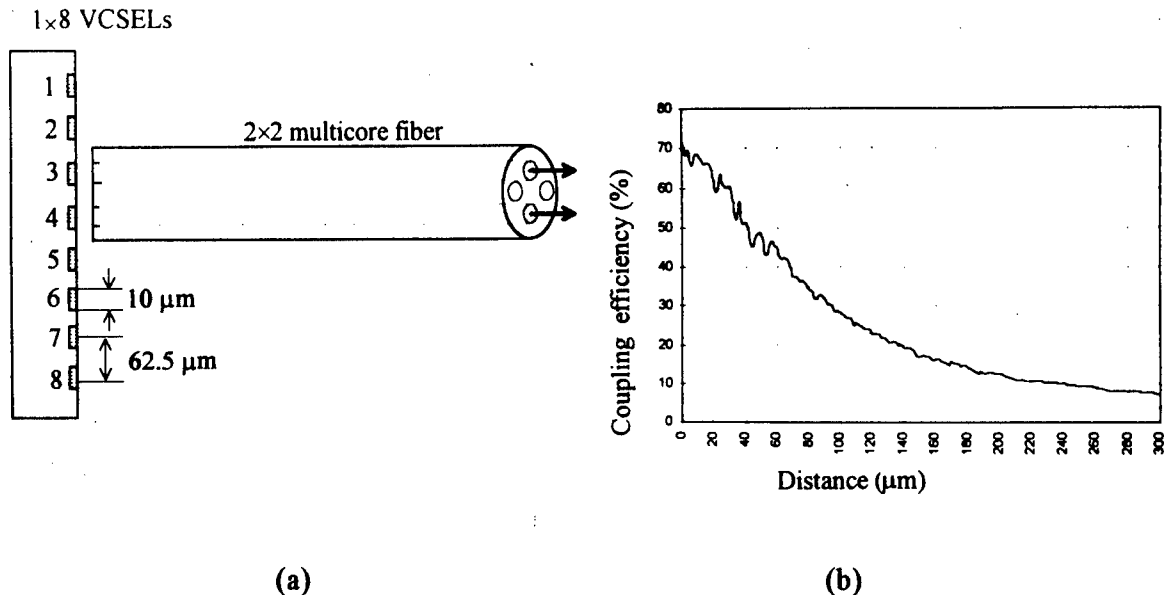 1×8 VCSELs
1
2
3
4
5
6
7
8
2×2 multicore fiber
10 μm
62.5 μm
(a)
Coupling efficiency (%)
80
70
60
50
40
30
20
10
0
0 20 40 60 80 100 120 140 160 180 200 220 240 260 280 300
Distance (μm)
(b)